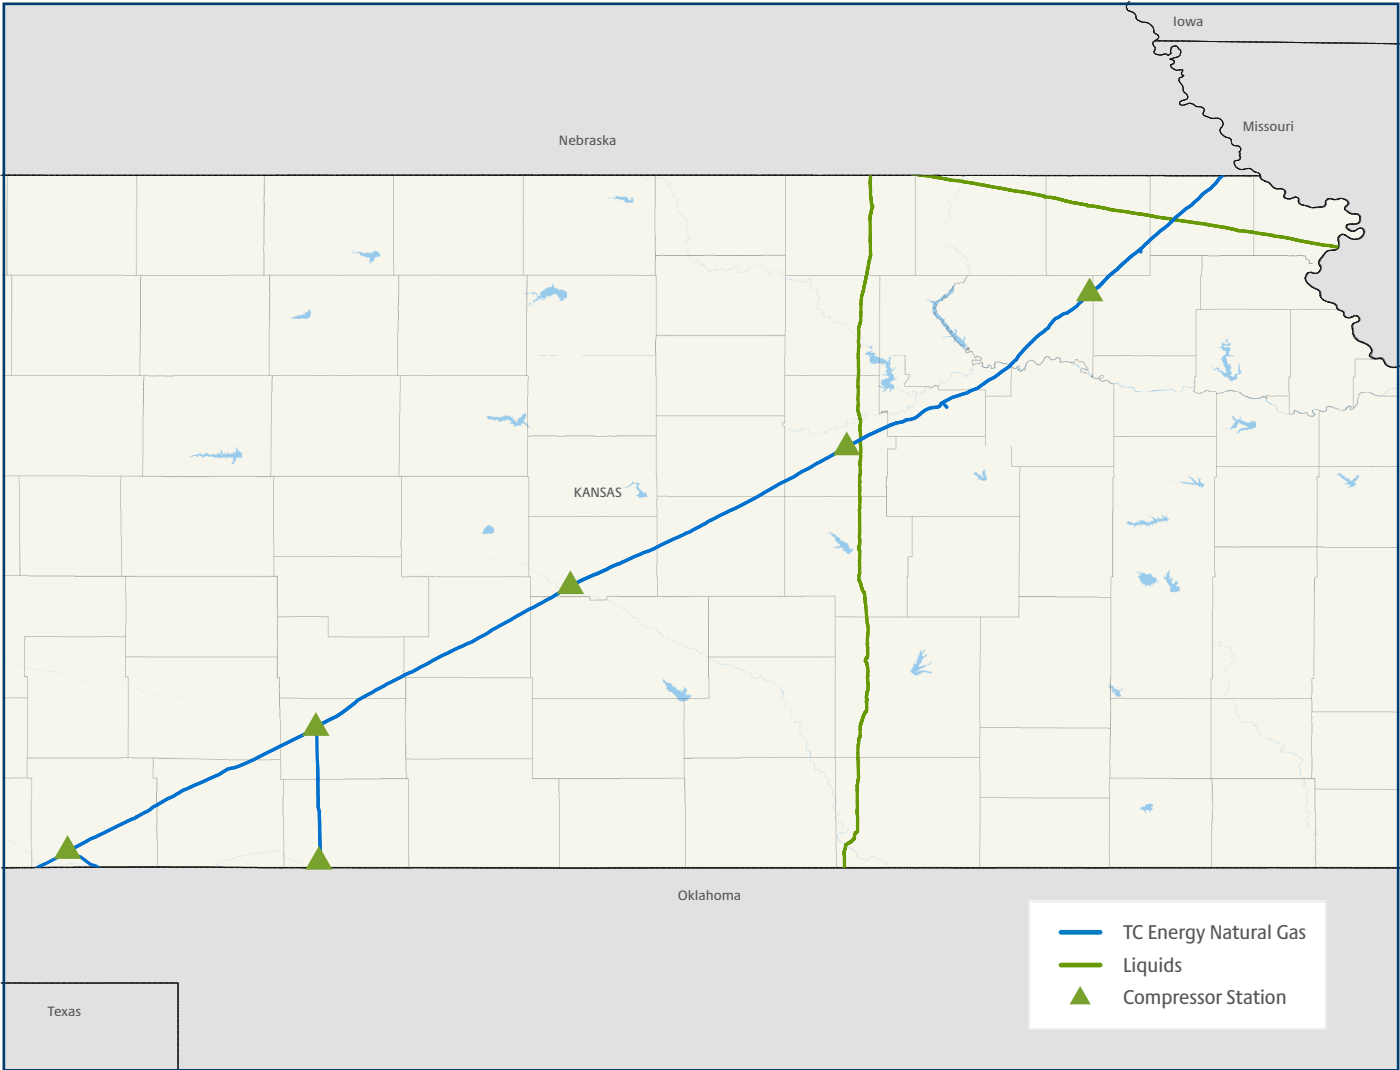 Iowa
Missouri
Nebraska
KANSAS
Oklahoma
TC Energy Natural Gas
Liquids
Compressor Station
Texas